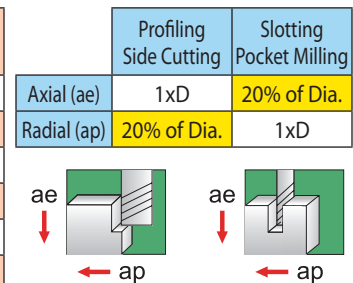 Profiling Side Cutting Slotting Pocket Milling
Axial (ae) 1xD 20% of Dia.
Radial (ap) 20% of Dia. 1xD
ae ae
ap ap